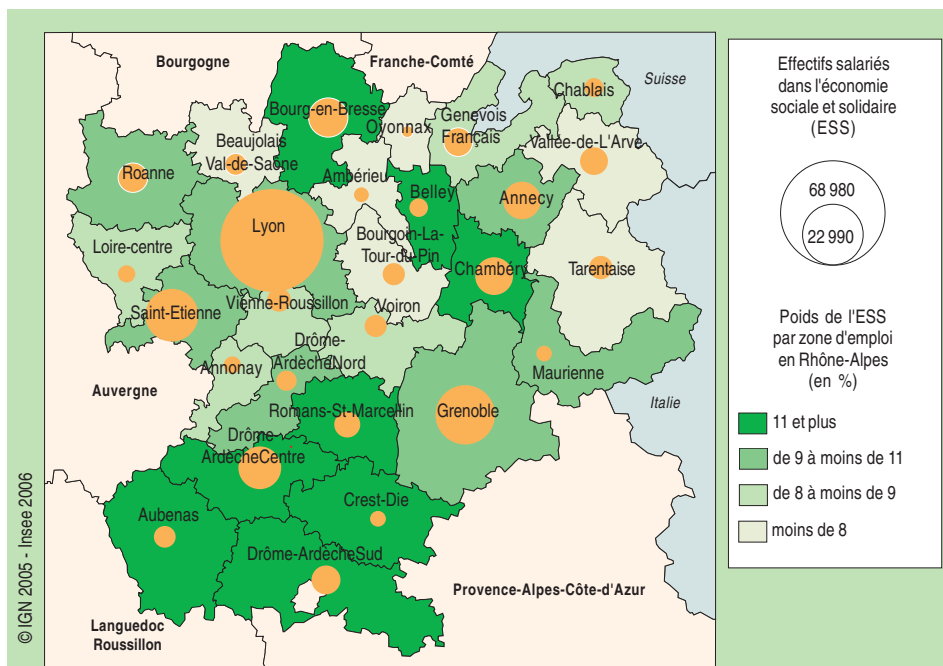 Bourgogne
Franche-Comté
Suisse
Chablais
Bourg-en-Bresse
Oyonnax
Genevois
Français
Beaujolais
Val-de-Saône
Vallée-de-L'Arve
Roanne
Ambérieu
Belley
Annecy
Lyon
Loire-centre
Bourgoin-La-
Tour-du-Pin
Chambéry
Tarentaise
Saint-Etienne
Vienne-Roussillon
Voiron
Drôme-
ArdècheNord
Annonay
Maurienne
Auvergne
Italie
Romans-St-Marcellin
Grenoble
Drôme-
ArdècheCentre
Crest-Die
Aubenas
Drôme-ArdècheSud
Provence-Alpes-Côte-d'Azur
Languedoc
Roussillon
© IGN 2005 - Insee 2006
Effectifs salariés
dans l'économie
sociale et solidaire
(ESS)
68 980
22 990
Poids de l'ESS
par zone d'emploi
en Rhône-Alpes
(en %)
11 et plus
de 9 à moins de 11
de 8 à moins de 9
moins de 8